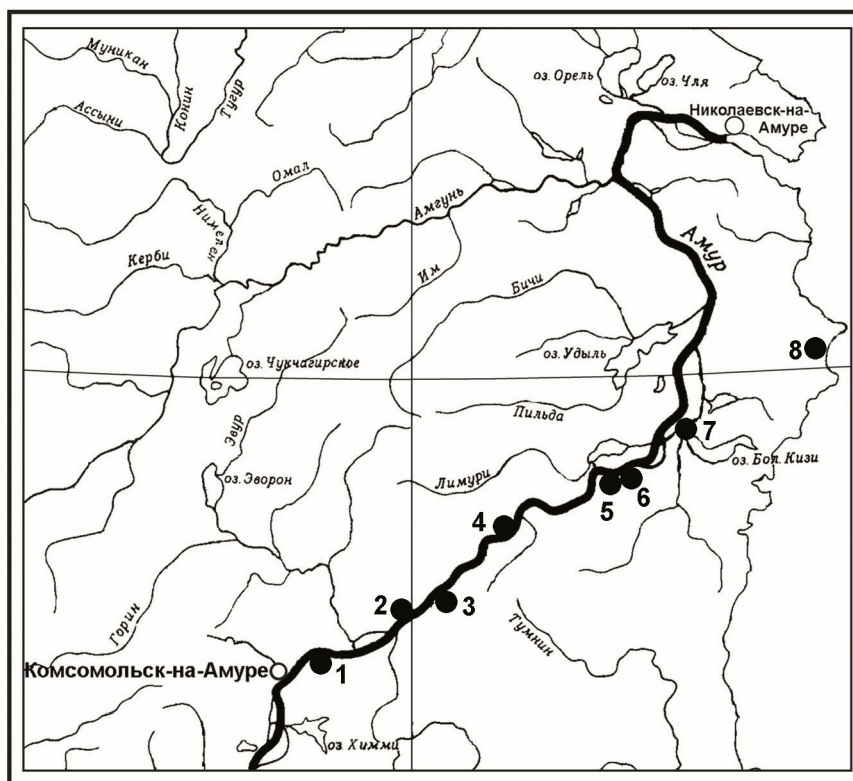 Муникан
Ассыни
Конин
Тугур
оз. Орель
оз. Чля
Николаевск-на-
Амуре
Омал
Нимелен
Амгунь
Керби
Им
Амур
Бичи
8
оз. Чукчагирское
оз. Удыль
Эвур
Пильда
7
оз. Бол. Кизи
оз. Эворон
Лимури
5
6
4
Горин
2
3
Тумнин
Комсомольск-на-Амуре
1
оз. Химми